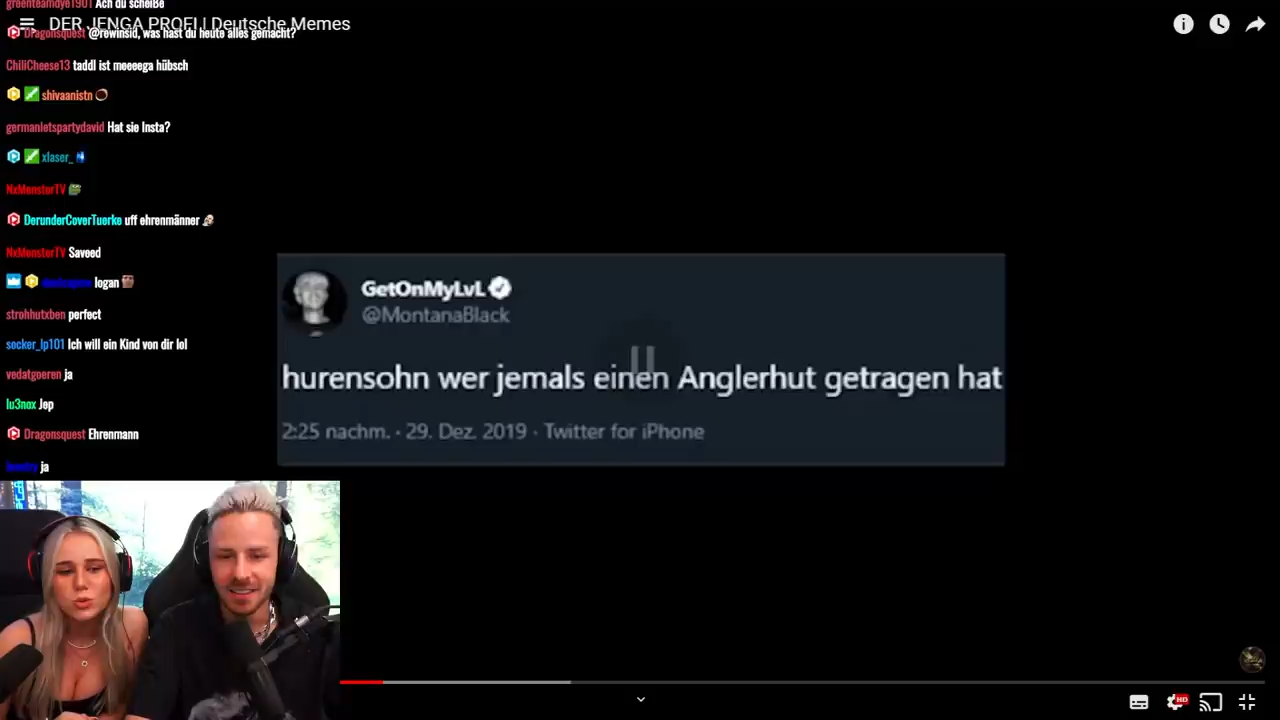 greenteamdye1901 Ach du scheiße
DER JENGA PROFI | Deutsche Memes
Dragonsquest @rewinsid, was hast du heute alles gemacht?
ChiliCheese13 taddl ist meeeega hübsch
shivaanistn
germanletspartydavid Hat sie Insta?
xlaser_
NxMonsterTV
DerunderCoverTuerke uff ehrenmänner
NxMonsterTV Saveed
logan
strohhutxben perfect
socker_lp101 Ich will ein Kind von dir lol
vedatgoeren ja
lu3nox Jep
Dragonsquest Ehrenmann
ja
GetOnMyLvL
@MontanaBlack
hurensohn wer jemals einen Anglerhut getragen hat
2:25 nachm. · 29. Dez. 2019 · Twitter for iPhone
HD